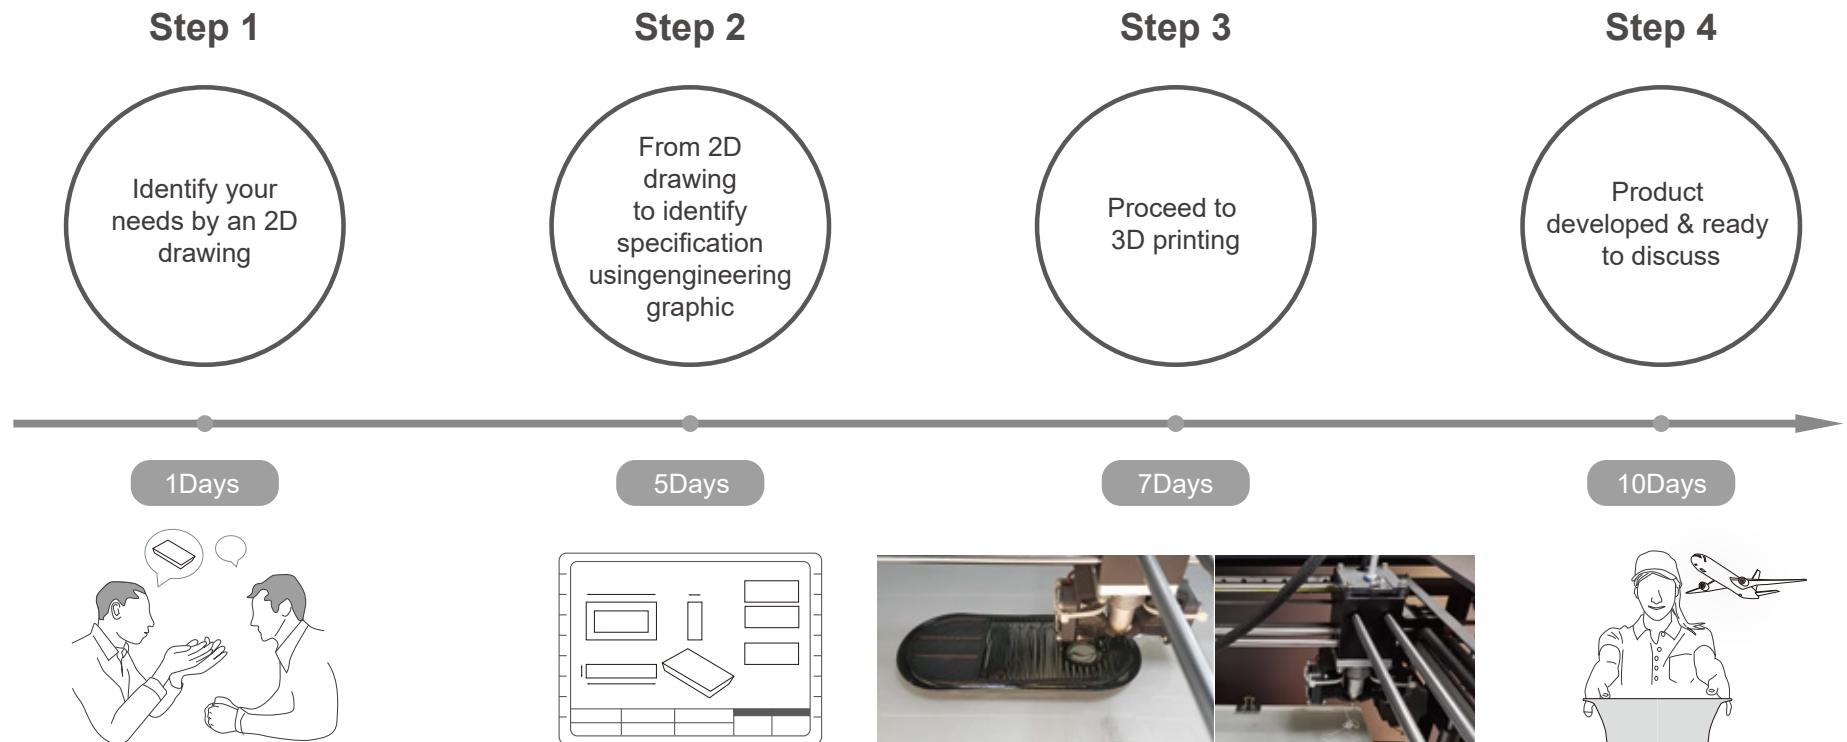 Step 1
Step 2
Step 3
Step 4
Identify your
needs by an 2D
drawing
From 2D
drawing
to identify
specification
usingengineering
graphic
Proceed to
3D printing
Product
developed & ready
to discuss
1Days
5Days
7Days
10Days